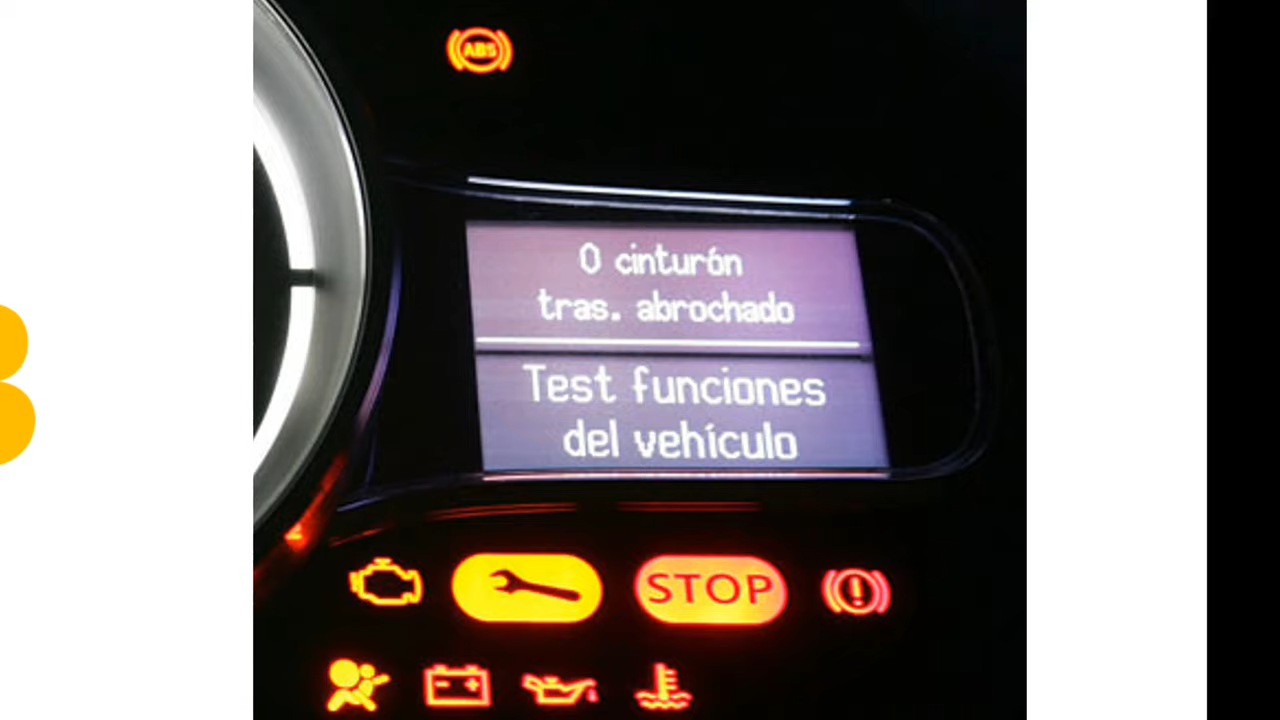 ABS
0 cinturón
tras. abrochado
Test funciones
del vehículo
STOP